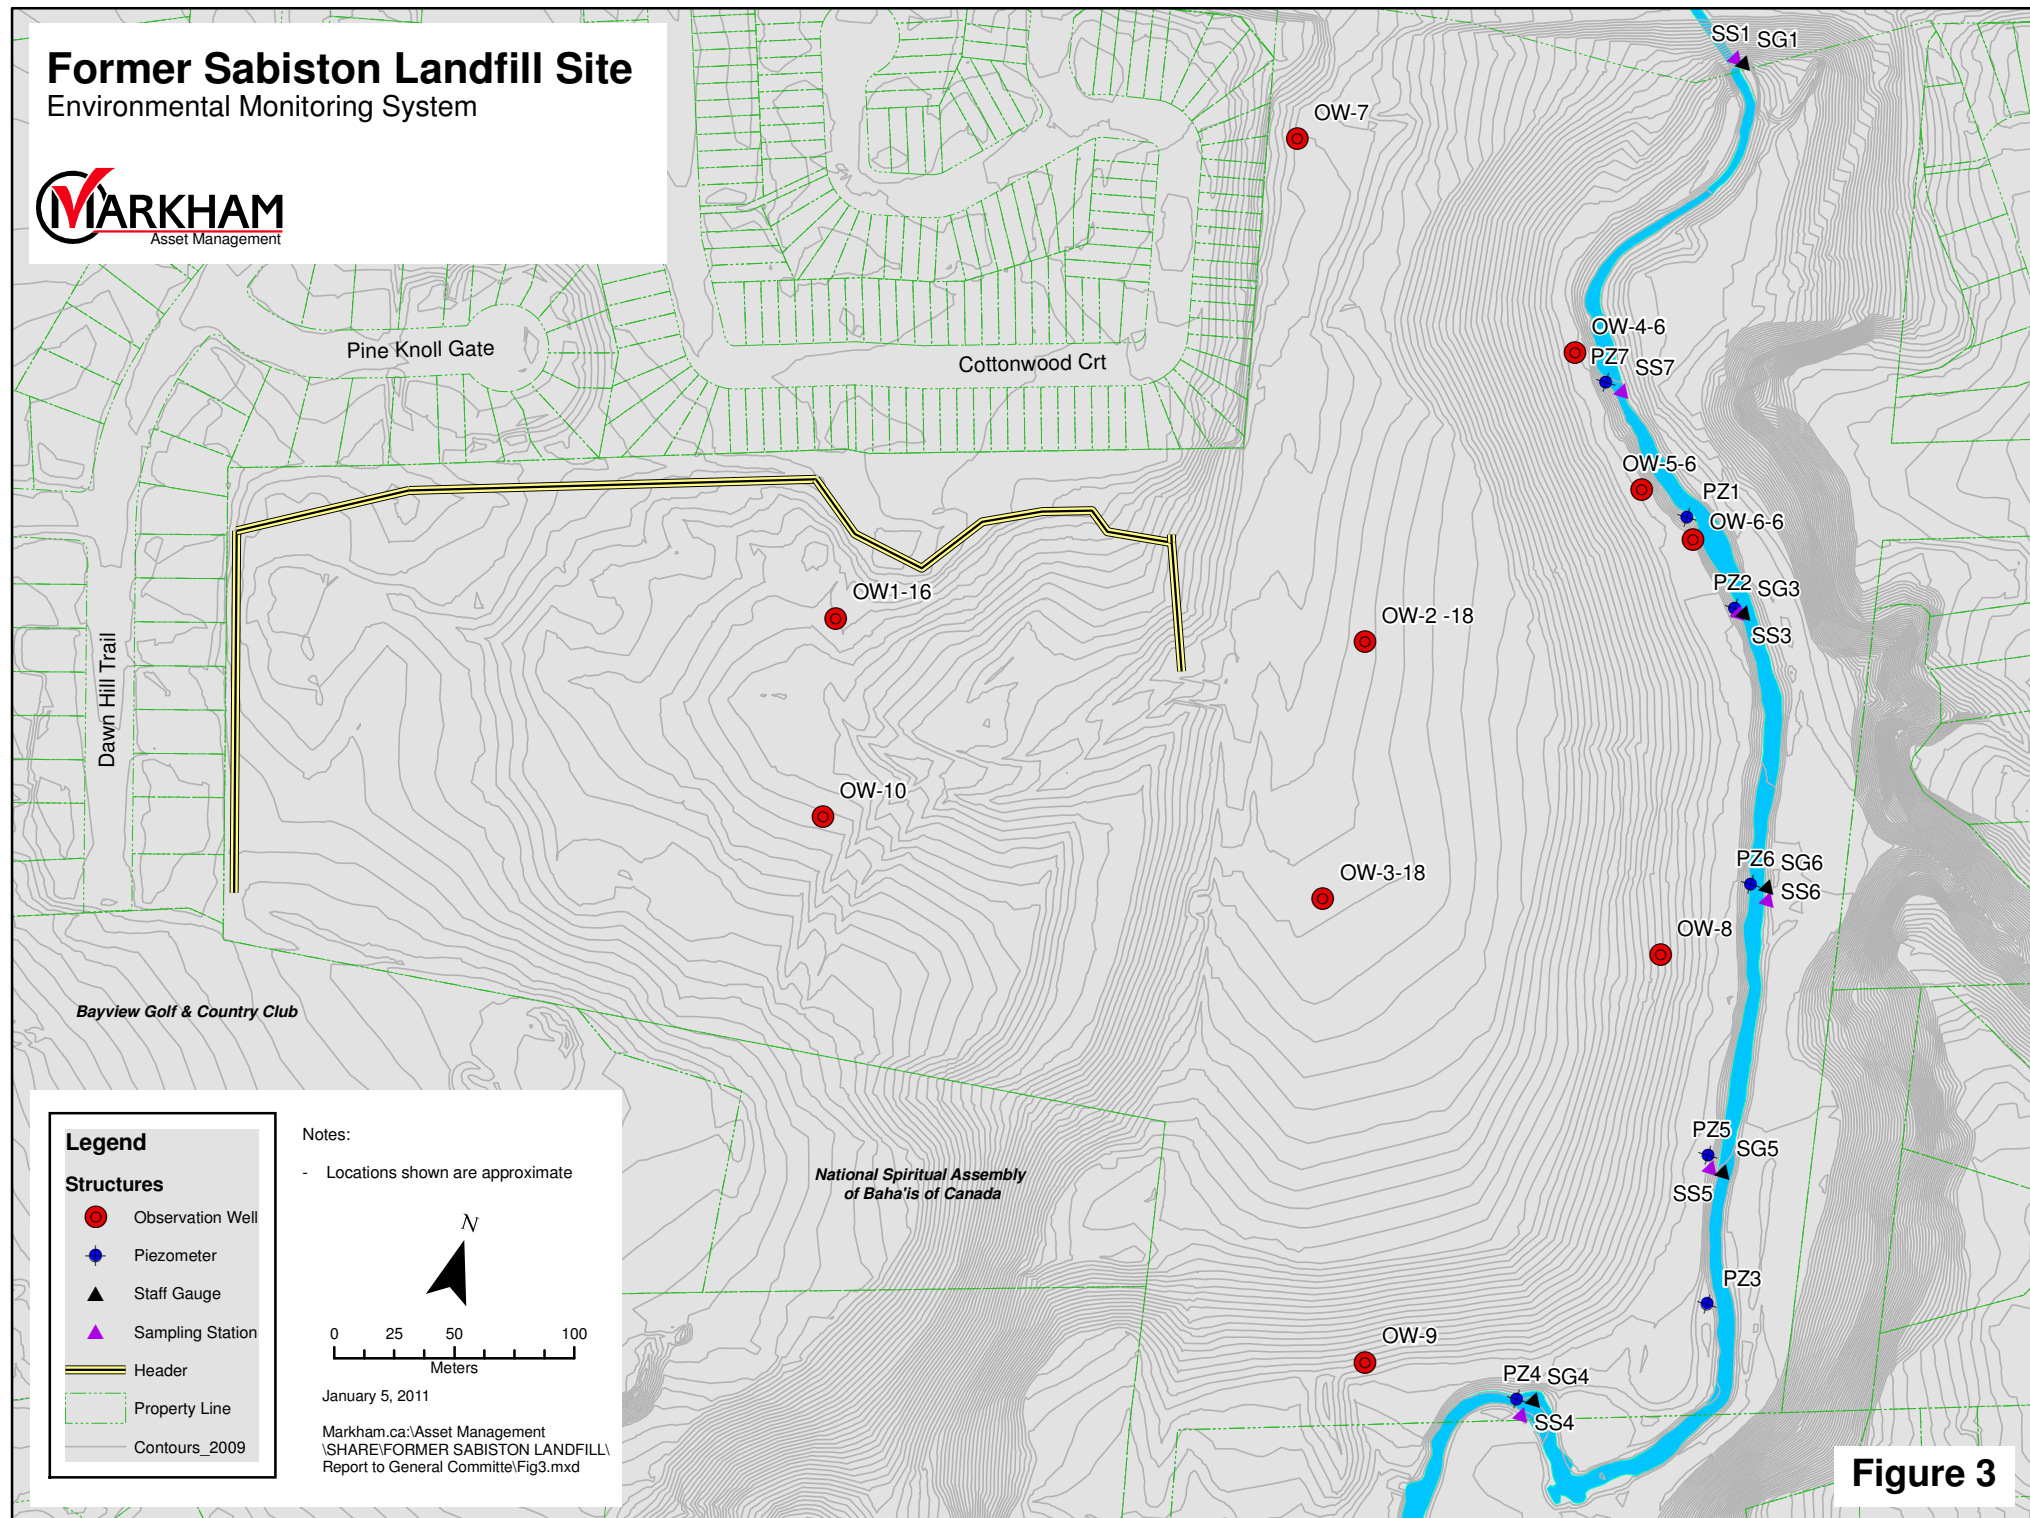 Former Sabiston Landfill Site
Environmental Monitoring System
MARKHAM
Asset Management
SS1 SG1
OW-7
OW-4-6
PZ7 SS7
Pine Knoll Gate
Cottonwood Crt
OW-5-6
PZ1
OW-6-6
PZ2 SG3
SS3
OW1-16
OW-2 -18
Dawn Hill Trail
OW-10
OW-3-18
PZ6 SG6
SS6
OW-8
Bayview Golf & Country Club
National Spiritual Assembly
of Baha'is of Canada
PZ5
SG5
SS5
PZ3
OW-9
PZ4 SG4
SS4
Legend
Structures
Observation Well
Piezometer
Staff Gauge
Sampling Station
Header
Property Line
Contours_2009
Notes:
- Locations shown are approximate
N
0 25 50 100
Meters
January 5, 2011
Markham.ca:\Asset Management
\SHARE\FORMER SABISTON LANDFILL\
Report to General Committe\Fig3.mxd
Figure 3